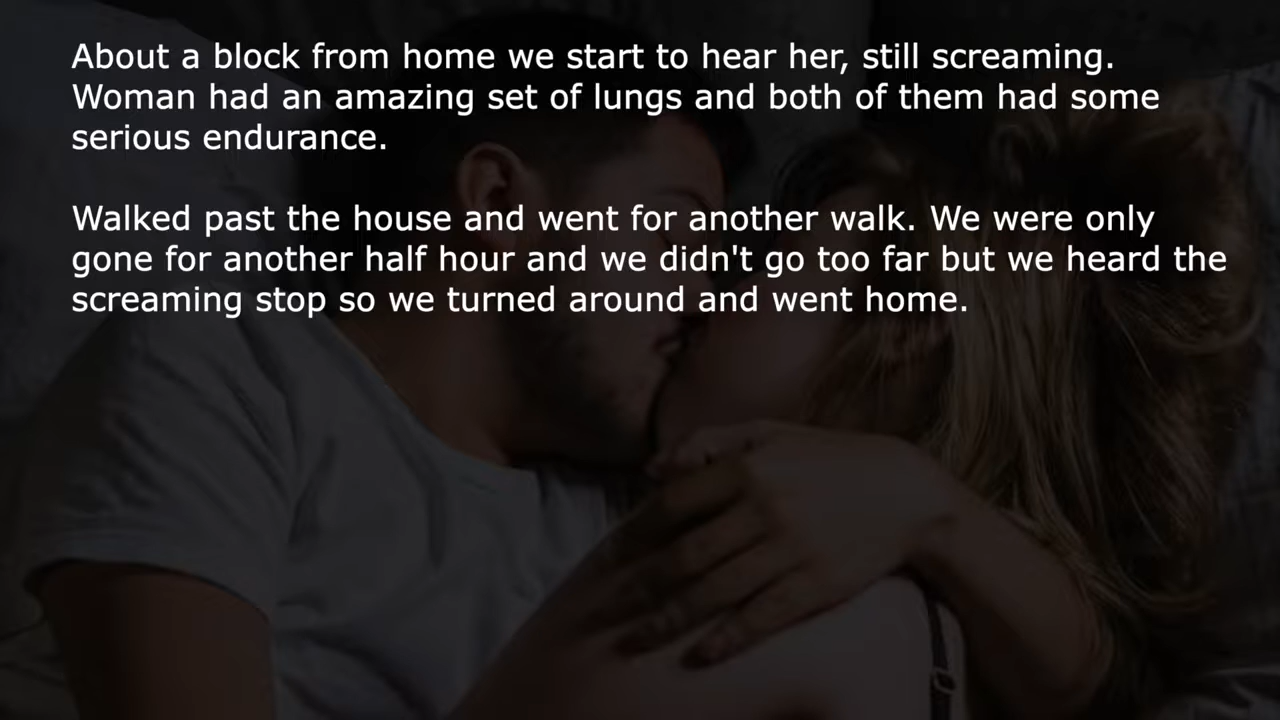 About a block from home we start to hear her, still screaming.
Woman had an amazing set of lungs and both of them had some
serious endurance.
Walked past the house and went for another walk. We were only
gone for another half hour and we didn't go too far but we heard the
screaming stop so we turned around and went home.